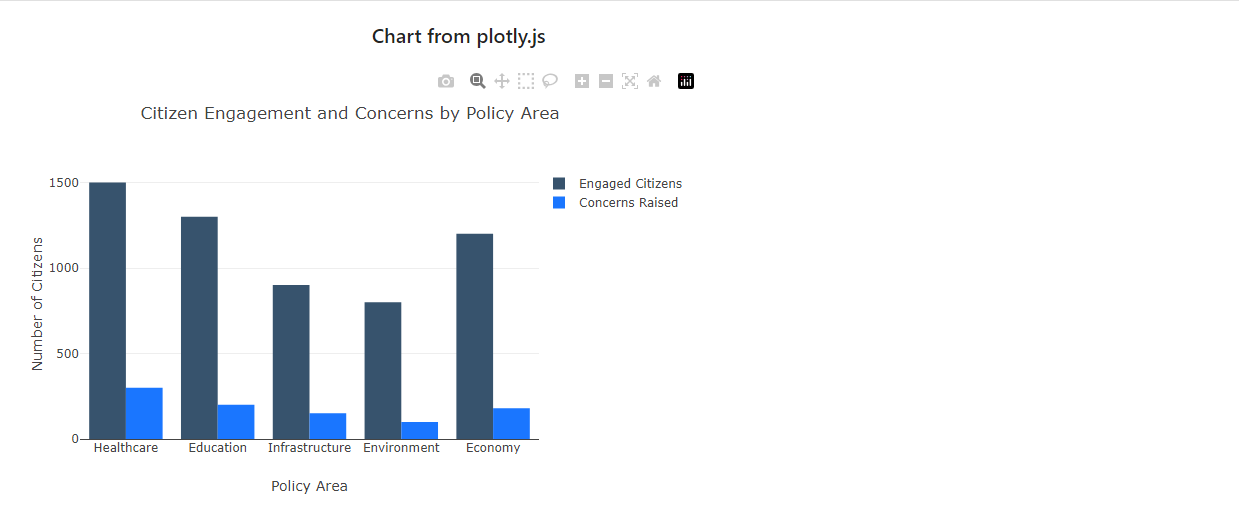 Chart from plotly.js
Citizen Engagement and Concerns by Policy Area
Engaged Citizens
Concerns Raised
Number of Citizens
1500
1000
500
0
Healthcare Education Infrastructure Environment Economy
Policy Area